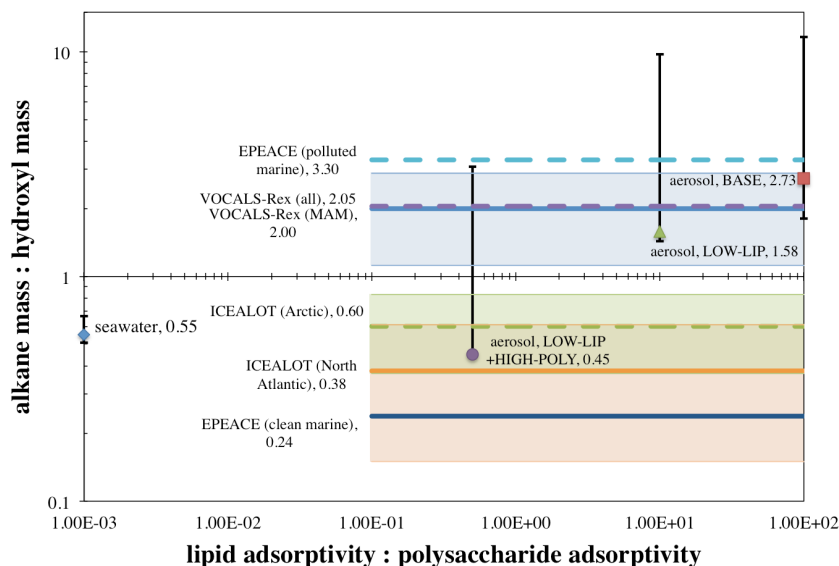 10
1
0.1
alkane mass : hydroxyl mass
EPEACE (polluted
marine), 3.30
aerosol, BASE, 2.73
VOCALS-Rex (all), 2.05
VOCALS-Rex (MAM),
2.00
aerosol, LOW-LIP, 1.58
ICEALOT (Arctic), 0.60
seawater, 0.55
aerosol, LOW-LIP
+HIGH-POLY, 0.45
ICEALOT (North
Atlantic), 0.38
EPEACE (clean marine),
0.24
1.00E-03 1.00E-02 1.00E-01 1.00E+00 1.00E+01 1.00E+02
lipid adsorptivity : polysaccharide adsorptivity